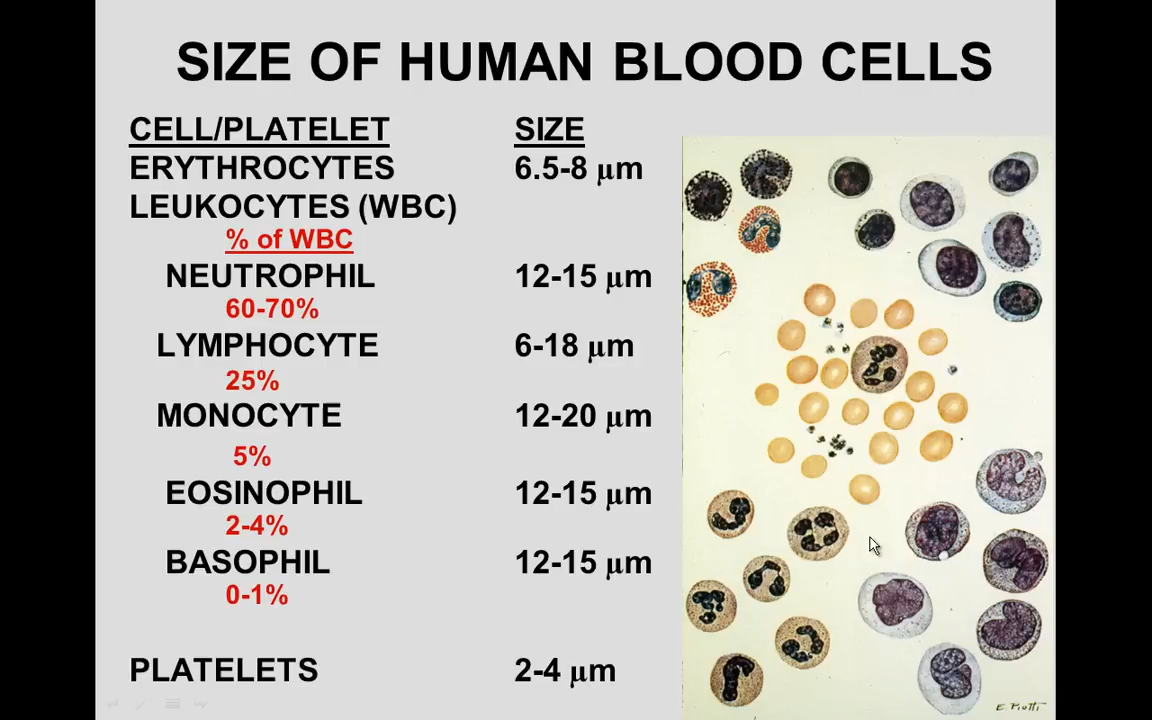 SIZE OF HUMAN BLOOD CELLS
CELL/PLATELET SIZE
ERYTHROCYTES 6.5-8 µm
LEUKOCYTES (WBC)
% of WBC
NEUTROPHIL 12-15 µm
60-70%
LYMPHOCYTE 6-18 µm
25%
MONOCYTE 12-20 µm
5%
EOSINOPHIL 12-15 µm
2-4%
BASOPHIL 12-15 µm
0-1%
PLATELETS 2-4 µm
E. Piotti